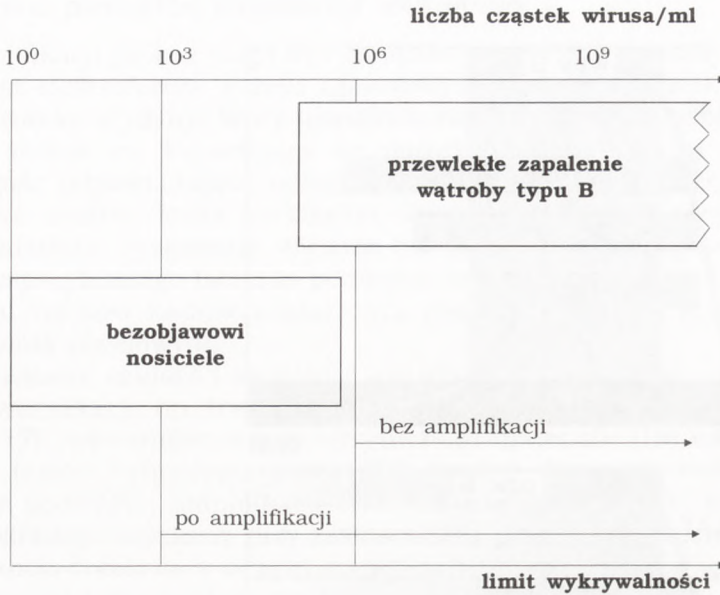 liczba cząstek wirusa/ml
10⁰ 10³ 10⁶ 10⁹
przewlekłe zapalenie
wątroby typu B
bezobjawowi
nosiciele
bez amplifikacji
po amplifikacji
limit wykrywalności